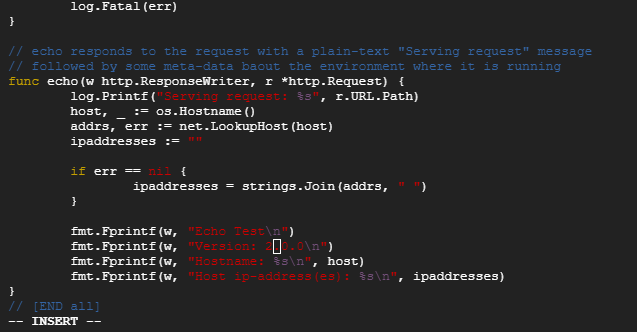 log.Fatal(err)
}
// echo responds to the request with a plain-text "Serving request" message
// followed by some meta-data baout the environment where it is running
func echo(w http.ResponseWriter, r *http.Request) {
log.Printf("Serving request: %s", r.URL.Path)
host, _ := os.Hostname()
addrs, err := net.LookupHost(host)
ipaddresses := ""
if err == nil {
ipaddresses = strings.Join(addrs, " ")
}
fmt.Fprintf(w, "Echo Test\n")
fmt.Fprintf(w, "Version: 2.0.0\n")
fmt.Fprintf(w, "Hostname: %s\n", host)
fmt.Fprintf(w, "Host ip-address(es): %s\n", ipaddresses)
}
// [END all]
-- INSERT --